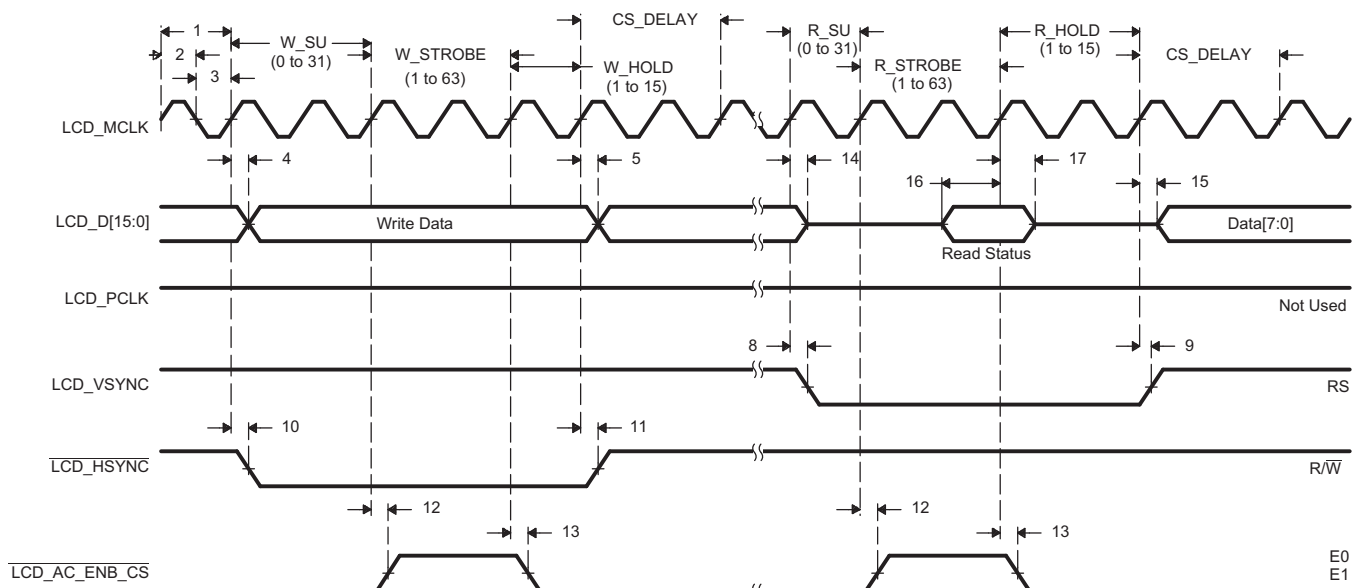 CS_DELAY
1
W_SU
(0 to 31)
W_STROBE
(1 to 63)
W_HOLD
(1 to 15)
R_SU
(0 to 31)
R_STROBE
(1 to 63)
R_HOLD
(1 to 15)
CS_DELAY
2
3
LCD_MCLK
4
5
14
17
16
15
LCD_D[15:0]
Write Data
Read Status
Data[7:0]
LCD_PCLK
Not Used
8
9
LCD_VSYNC
RS
10
11
LCD_HSYNC
R/W
12
13
12
13
LCD_AC_ENB_CS
E0
E1